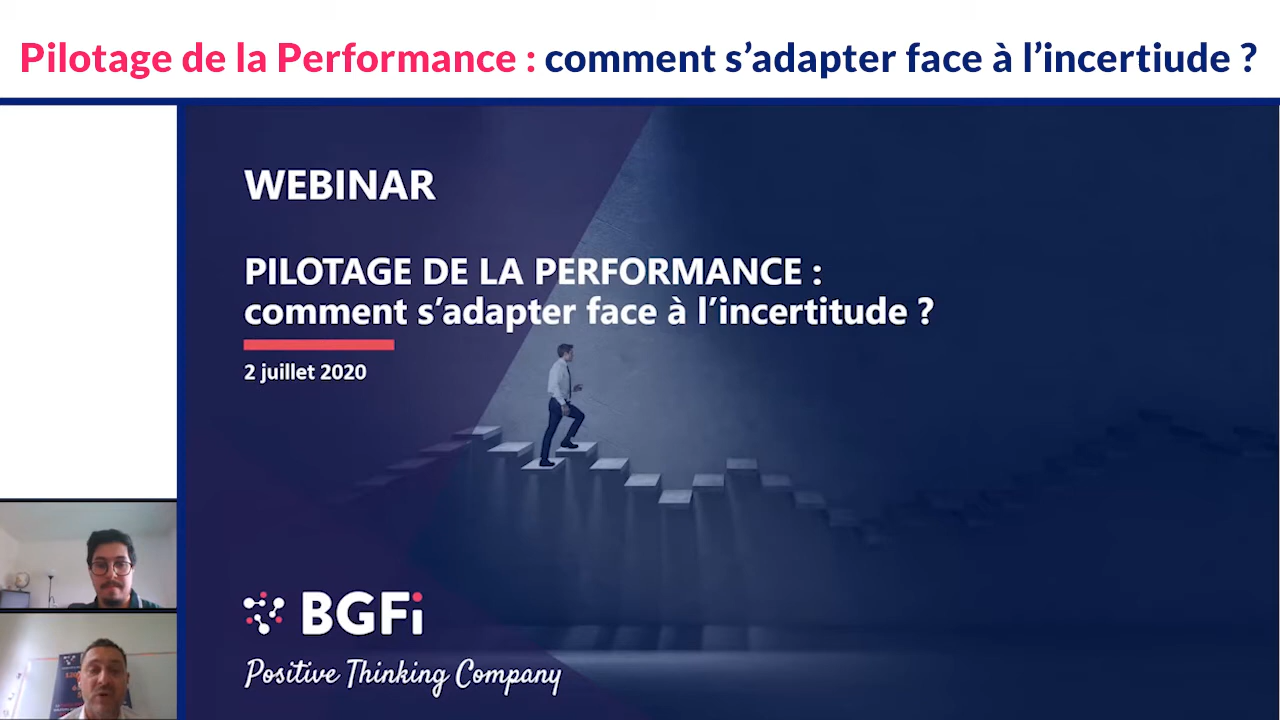 Pilotage de la Performance : comment s’adapter face à l’incertiude ?
WEBINAR
PILOTAGE DE LA PERFORMANCE :
comment s’adapter face à l’incertitude ?
2 juillet 2020
BGFi
Positive Thinking Company